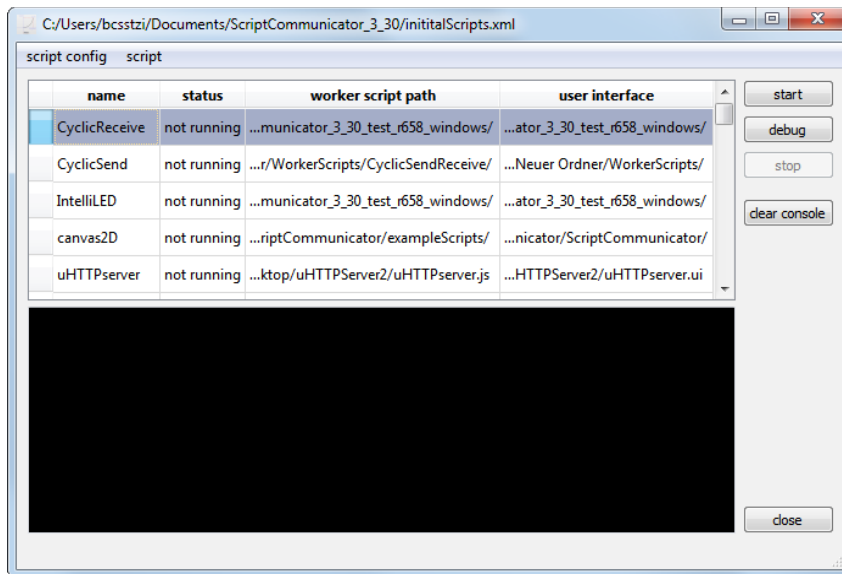 C:/Users/bcsstzi/Documents/ScriptCommunicator_3_30/inititalScripts.xml
script config script
name status worker script path user interface
CyclicReceive not running ...municator_3_30_test_r658_windows/ ...ator_3_30_test_r658_windows/
CyclicSend not running ...r/WorkerScripts/CyclicSendReceive/ ...Neuer Ordner/WorkerScripts/
IntelliLED not running ...municator_3_30_test_r658_windows/ ...ator_3_30_test_r658_windows/
canvas2D not running ...riptCommunicator/exampleScripts/ ...nicator/ScriptCommunicator/
uHTTPserver not running ...ktop/uHTTPServer2/uHTTPserver.js ...HTTPServer2/uHTTPserver.ui
start
debug
stop
clear console
close